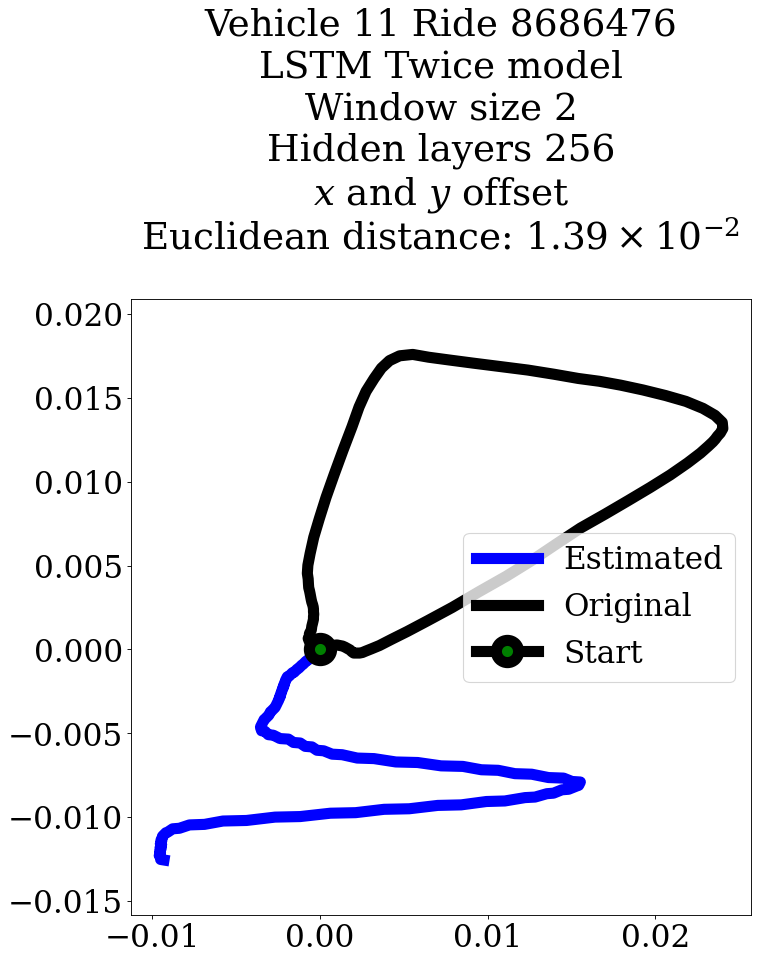 Vehicle 11 Ride 8686476
LSTM Twice model
Window size 2
Hidden layers 256
x and y offset
Euclidean distance: 1.39 × 10⁻²
0.020
0.015
0.010
0.005
0.000
−0.005
−0.010
−0.015
Estimated
Original
Start
−0.01 0.00 0.01 0.02